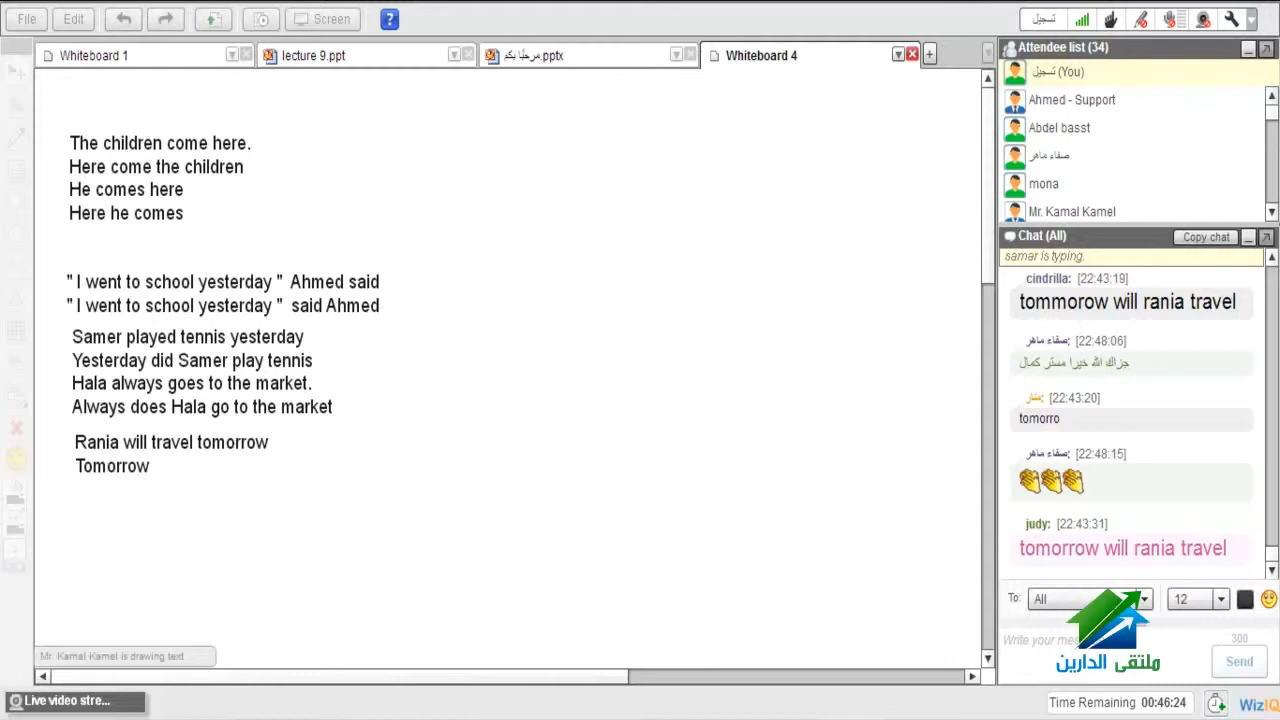 File
Edit
Screen
?
تسجيل
Whiteboard 1
lecture 9.ppt
مرحبًا بكم.pptx
Whiteboard 4
The children come here.
Here come the children
He comes here
Here he comes
" I went to school yesterday "  Ahmed said
" I went to school yesterday "  said Ahmed
Samer played tennis yesterday
Yesterday did Samer play tennis
Hala always goes to the market.
Always does Hala go to the market
Rania will travel tomorrow
Tomorrow
Mr. Kamal Kamel is drawing text
Live video stre...
Attendee list (34)
تسجيل (You)
Ahmed - Support
Abdel basst
صفاء ماهر
mona
Mr. Kamal Kamel
Chat (All)
Copy chat
samar is typing.
cindrilla: [22:43:19]
tommorow will rania travel
صفاء ماهر: [22:48:06]
جزاك الله خيرا مستر كمال
منار: [22:43:20]
tomorro
صفاء ماهر: [22:48:15]
judy: [22:43:31]
tomorrow will rania travel
To:
All
12
Write your mes
300
Send
ملتقى الدارين
Time Remaining 00:46:24
WizIQ